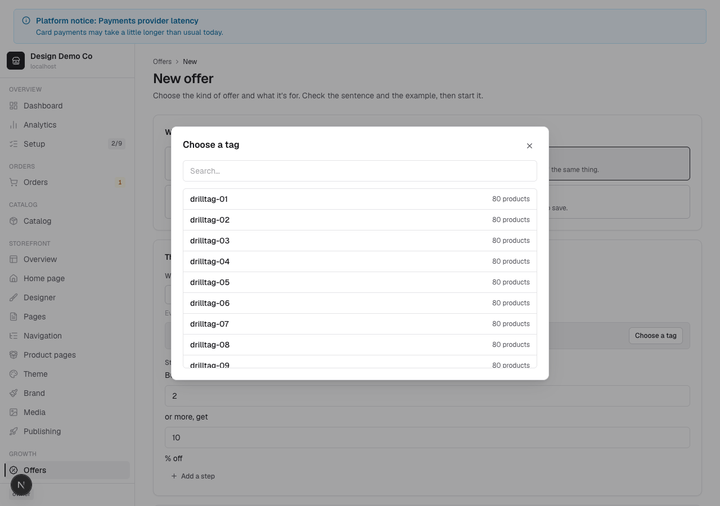 Platform notice: Payments provider latency
Card payments may take a little longer than usual today.
Design Demo Co
localhost
OVERVIEW
Dashboard
Analytics
Setup 2/9
ORDERS
Orders 1
CATALOG
Catalog
STOREFRONT
Overview
Home page
Designer
Pages
Navigation
Product pages
Theme
Brand
Media
Publishing
GROWTH
Offers
N
Offers > New
New offer
Choose the kind of offer and what it's for. Check the sentence and the example, then start it.
the same thing.
save.
Choose a tag
Search…
drilltag-01 80 products
drilltag-02 80 products
drilltag-03 80 products
drilltag-04 80 products
drilltag-05 80 products
drilltag-06 80 products
drilltag-07 80 products
drilltag-08 80 products
drilltag-09 80 products
Choose a tag
2
or more, get
10
% off
+ Add a step